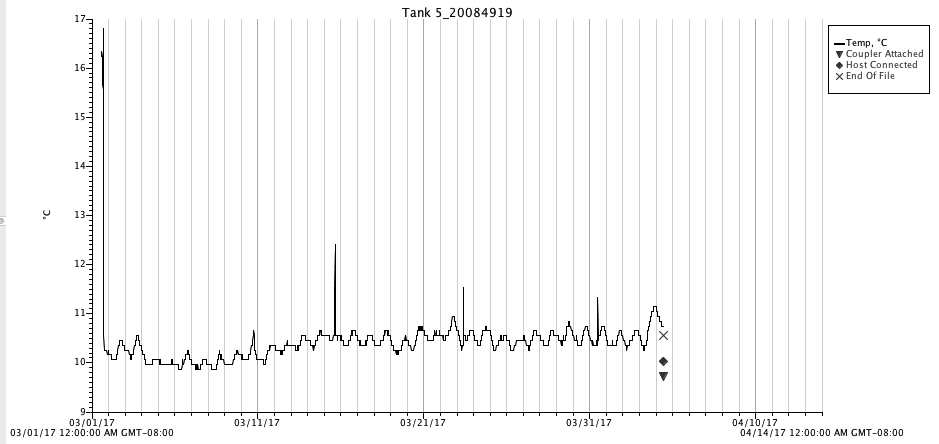 Tank 5_20084919
17
16
15
14
13
12
11
10
9
°C
03/01/17 03/11/17 03/21/17 03/31/17 04/10/17
03/01/17 12:00:00 AM GMT-08:00 04/14/17 12:00:00 AM GMT-08:00
Temp, °C
Coupler Attached
Host Connected
End Of File